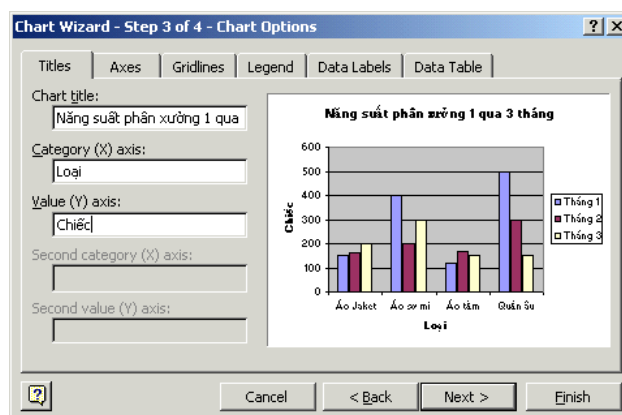 Chart Wizard - Step 3 of 4 - Chart Options
Titles Axes Gridlines Legend Data Labels Data Table
Chart title:
Năng suất phân xưởng 1 qua
Category (X) axis:
Loại
Value (Y) axis:
Chiếc
Second category (X) axis:
Second value (Y) axis:
Năng suất phân xưởng 1 qua 3 tháng
600
500
400
300
200
100
0
Chiếc
Áo Jaket Áo sơ mi Áo tắm Quần âu
Loại
Tháng 1
Tháng 2
Tháng 3
Cancel < Back Next > Finish